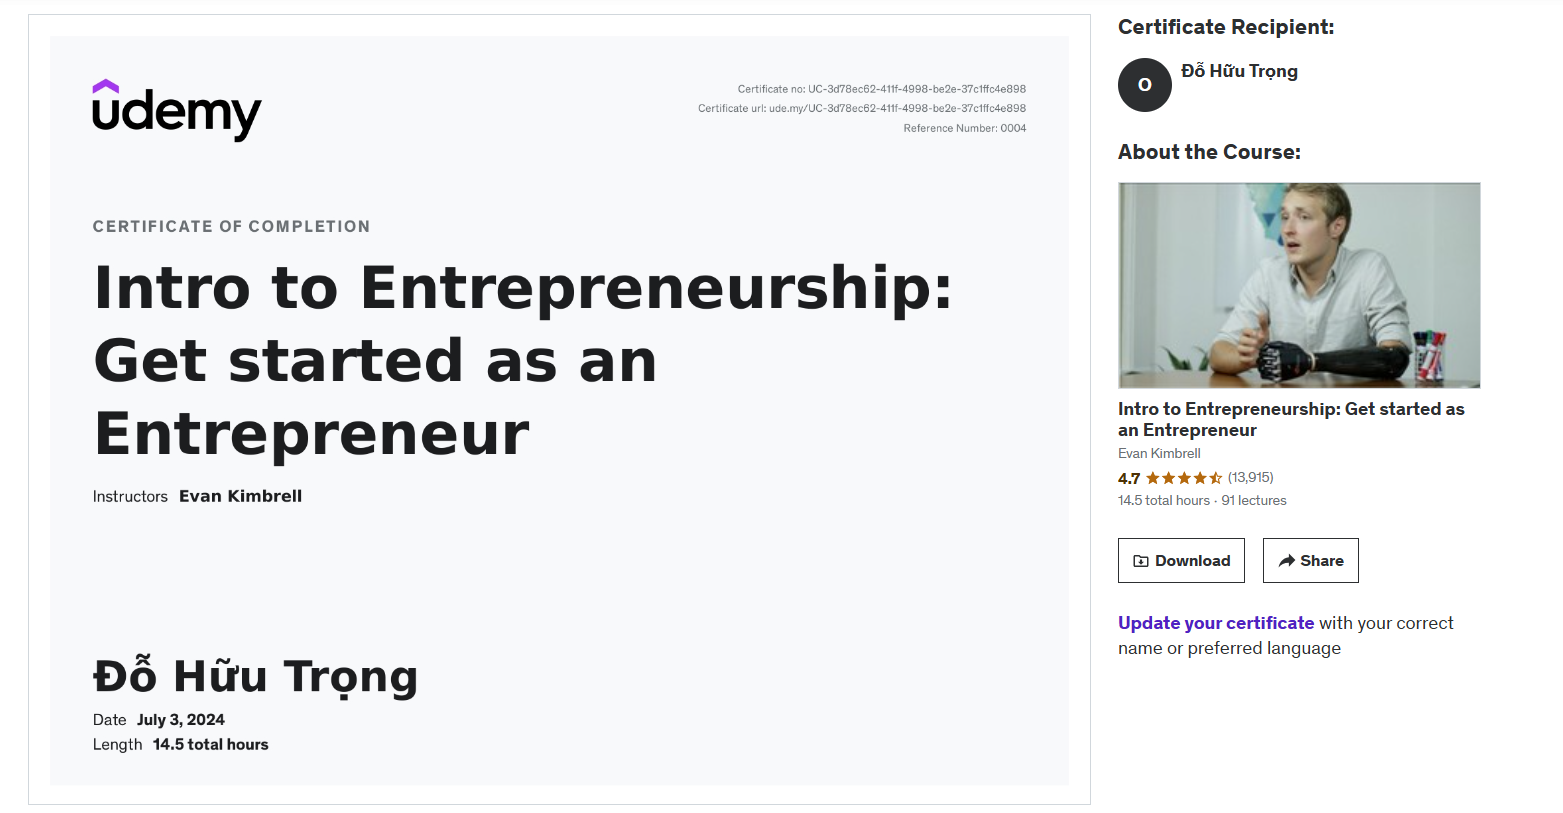 udemy
Certificate no: UC-3d78ec62-411f-4998-be2e-37c1ffc4e898
Certificate url: ude.my/UC-3d78ec62-411f-4998-be2e-37c1ffc4e898
Reference Number: 0004
CERTIFICATE OF COMPLETION
Intro to Entrepreneurship:
Get started as an
Entrepreneur
Instructors Evan Kimbrell
Đỗ Hữu Trọng
Date July 3, 2024
Length 14.5 total hours
Certificate Recipient:
O
Đỗ Hữu Trọng
About the Course:
Intro to Entrepreneurship: Get started as
an Entrepreneur
Evan Kimbrell
4.7 (13,915)
14.5 total hours · 91 lectures
Download
Share
Update your certificate with your correct
name or preferred language